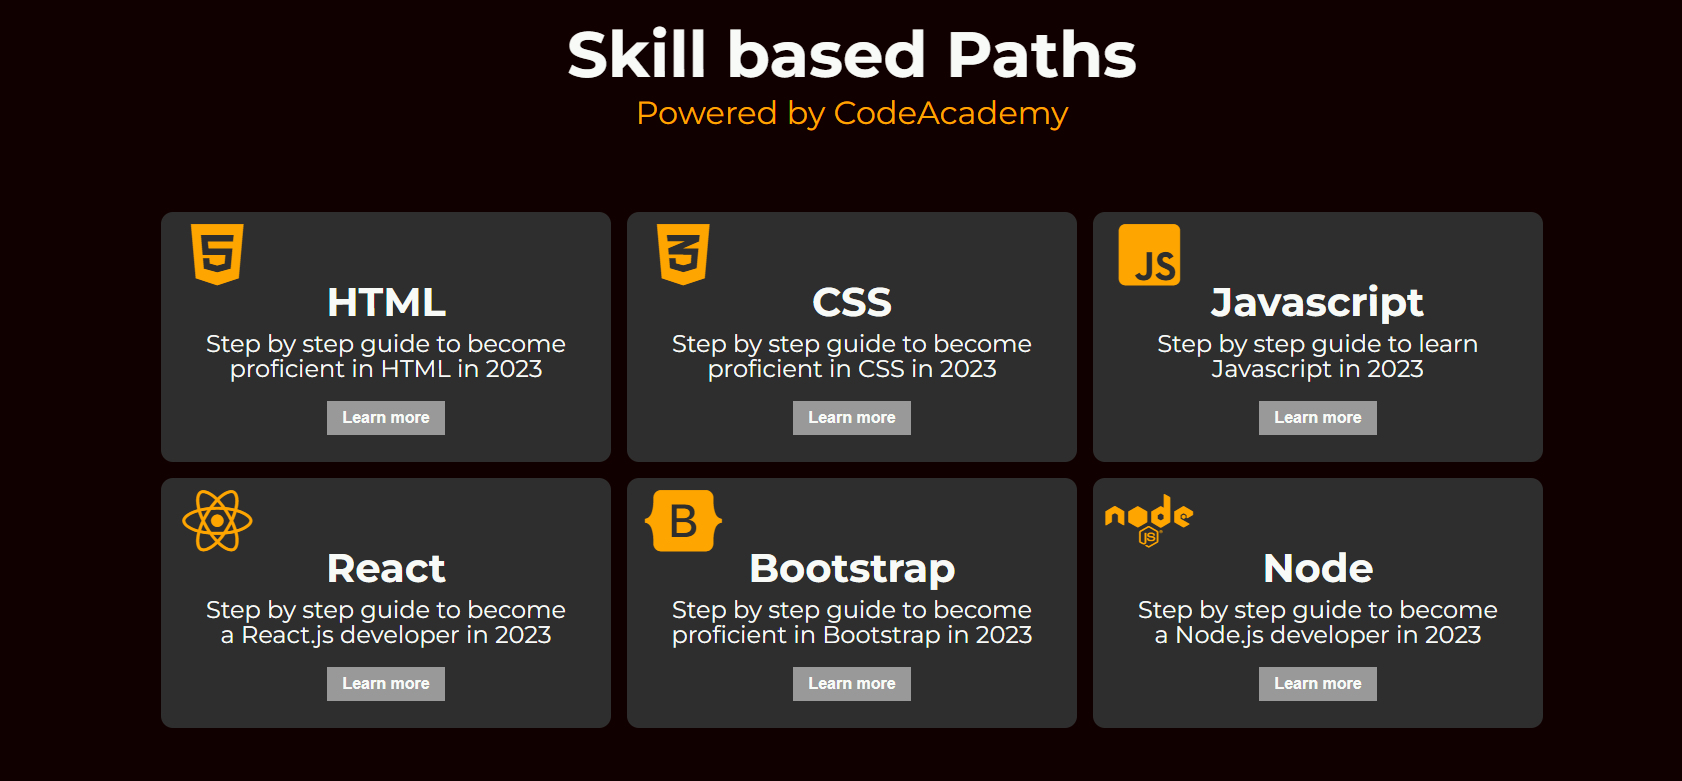 Skill based Paths
Powered by CodeAcademy
5
HTML
Step by step guide to become
proficient in HTML in 2023
Learn more
3
CSS
Step by step guide to become
proficient in CSS in 2023
Learn more
JS
Javascript
Step by step guide to learn
Javascript in 2023
Learn more
React
Step by step guide to become
a React.js developer in 2023
Learn more
B
Bootstrap
Step by step guide to become
proficient in Bootstrap in 2023
Learn more
node
JS
Node
Step by step guide to become
a Node.js developer in 2023
Learn more